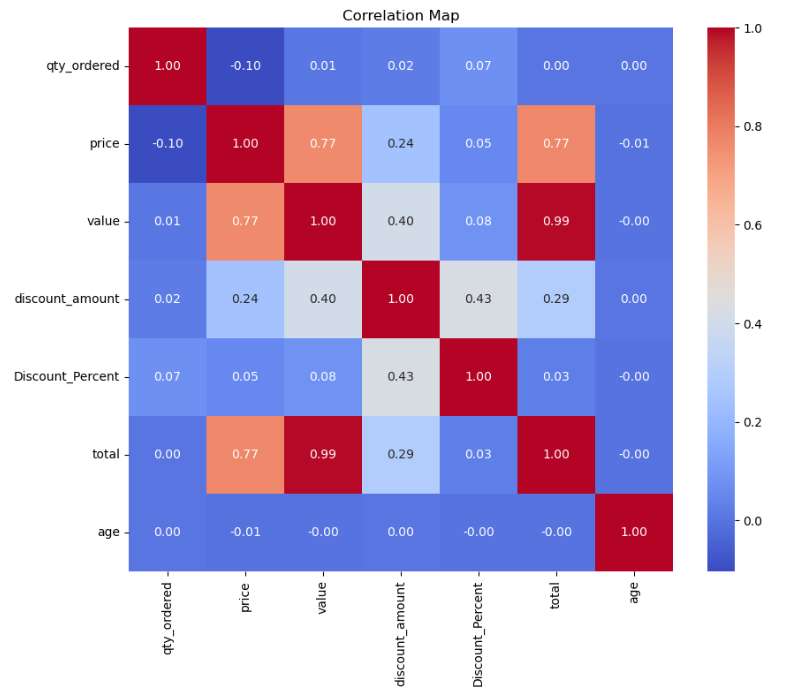 Correlation Map
qty_ordered 1.00 -0.10 0.01 0.02 0.07 0.00 0.00
price -0.10 1.00 0.77 0.24 0.05 0.77 -0.01
value 0.01 0.77 1.00 0.40 0.08 0.99 -0.00
discount_amount 0.02 0.24 0.40 1.00 0.43 0.29 0.00
Discount_Percent 0.07 0.05 0.08 0.43 1.00 0.03 -0.00
total 0.00 0.77 0.99 0.29 0.03 1.00 -0.00
age 0.00 -0.01 -0.00 0.00 -0.00 -0.00 1.00
qty_ordered
price
value
discount_amount
Discount_Percent
total
age
1.0
0.8
0.6
0.4
0.2
0.0